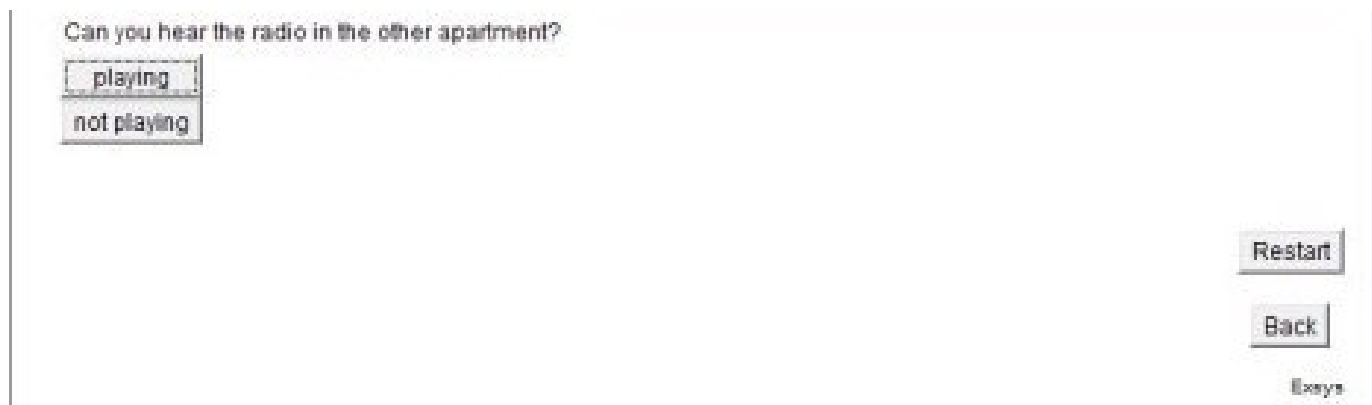 Can you hear the radio in the other apartment?
playing
not playing
Restart
Back
Exsys